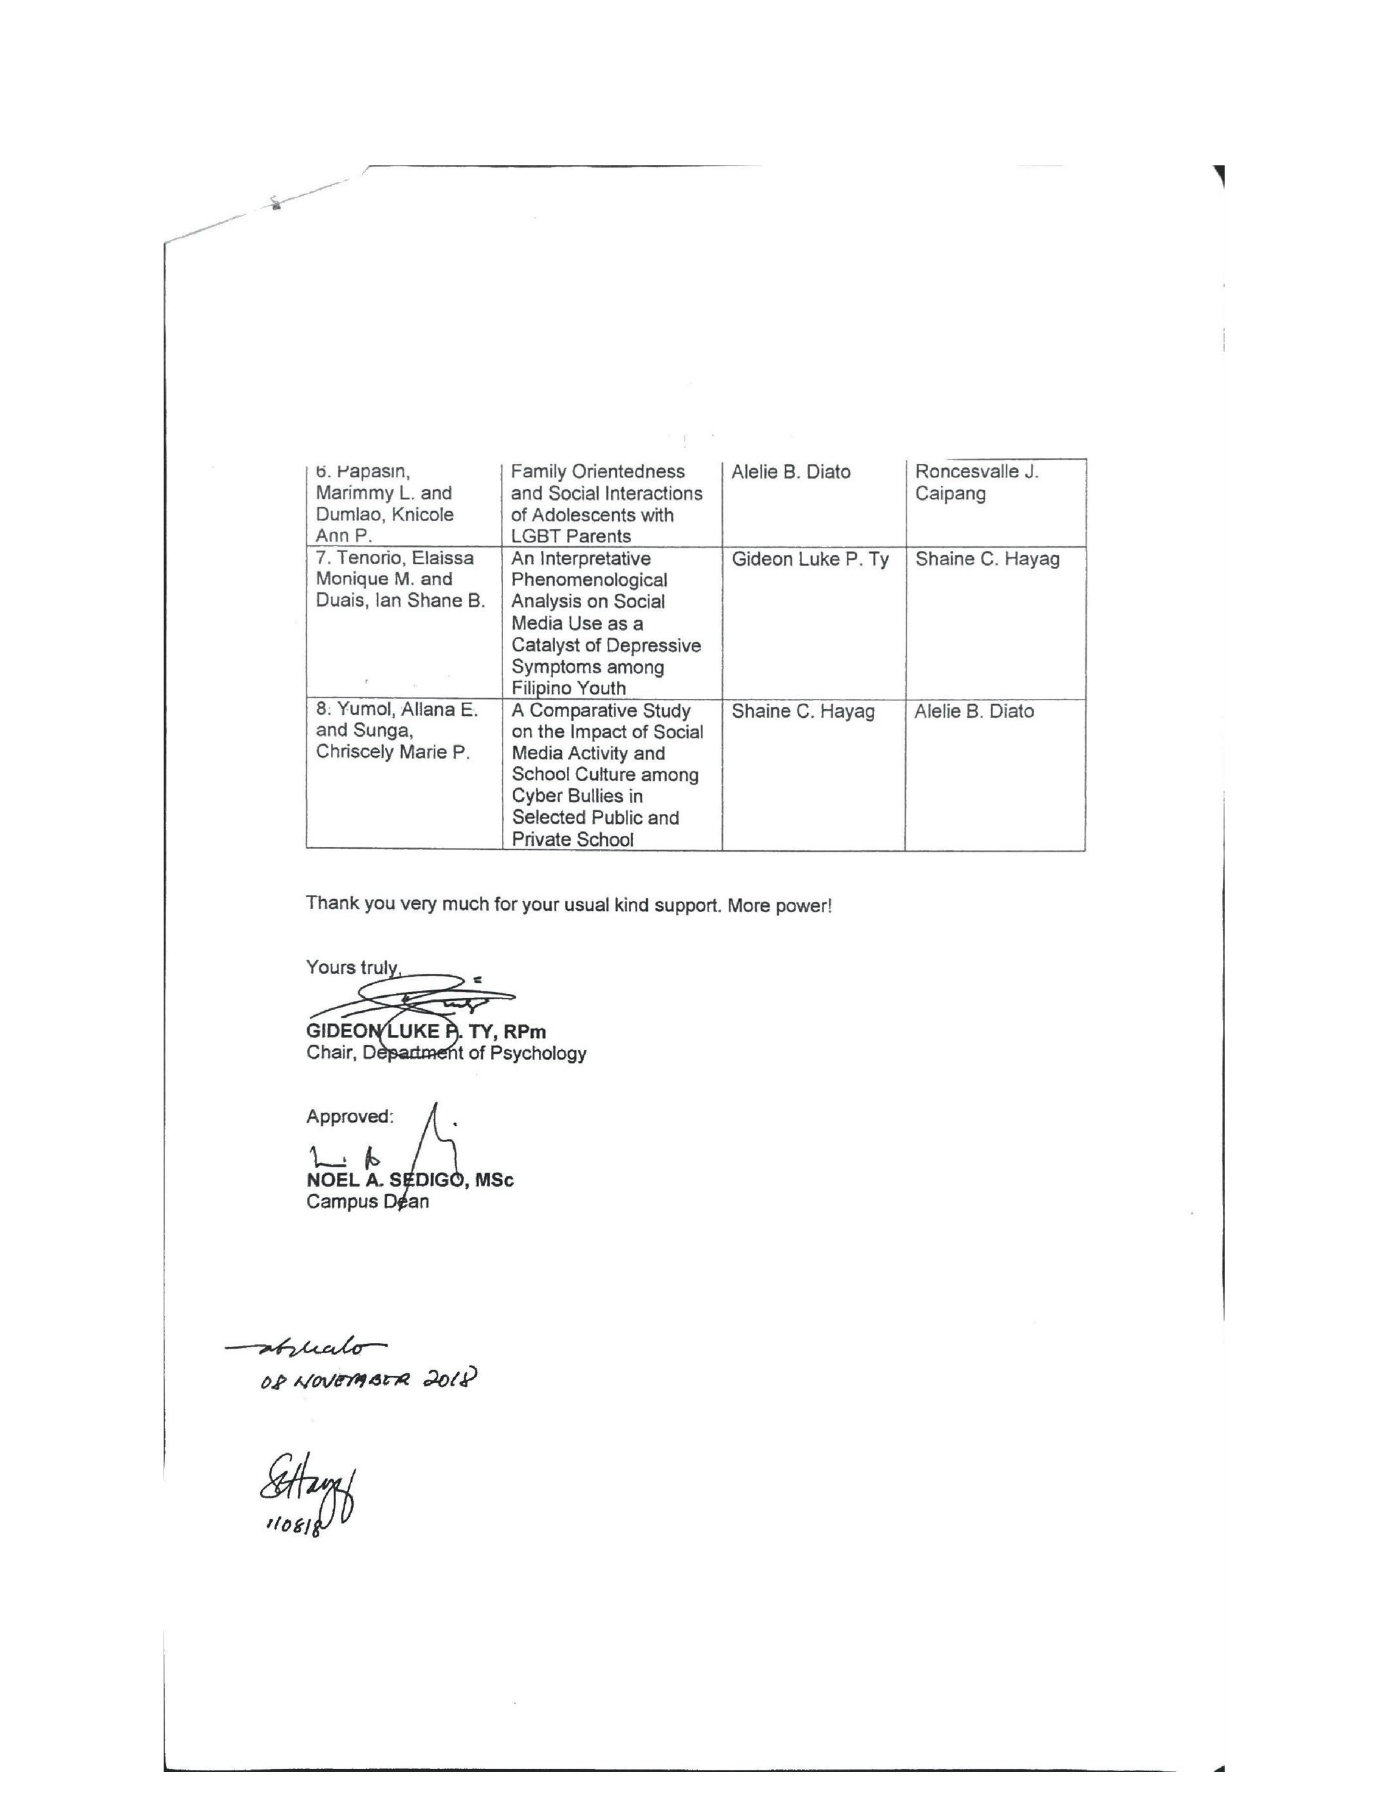 6. Papasin,
Marimmy L. and
Dumlao, Knicole
Ann P.
Family Orientedness
and Social Interactions
of Adolescents with
LGBT Parents
Alelie B. Diato
Roncesvalle J.
Caipang
7. Tenorio, Elaissa
Monique M. and
Duais, Ian Shane B.
An Interpretative
Phenomenological
Analysis on Social
Media Use as a
Catalyst of Depressive
Symptoms among
Filipino Youth
Gideon Luke P. Ty
Shaine C. Hayag
8. Yumol, Allana E.
and Sunga,
Chriscely Marie P.
A Comparative Study
on the Impact of Social
Media Activity and
School Culture among
Cyber Bullies in
Selected Public and
Private School
Shaine C. Hayag
Alelie B. Diato
Thank you very much for your usual kind support. More power!
Yours truly,
GIDEON LUKE P. TY, RPm
Chair, Department of Psychology
Approved:
NOEL A. SEDIGO, MSc
Campus Dean
08 NOVEMBER 2018
SHayag
110818